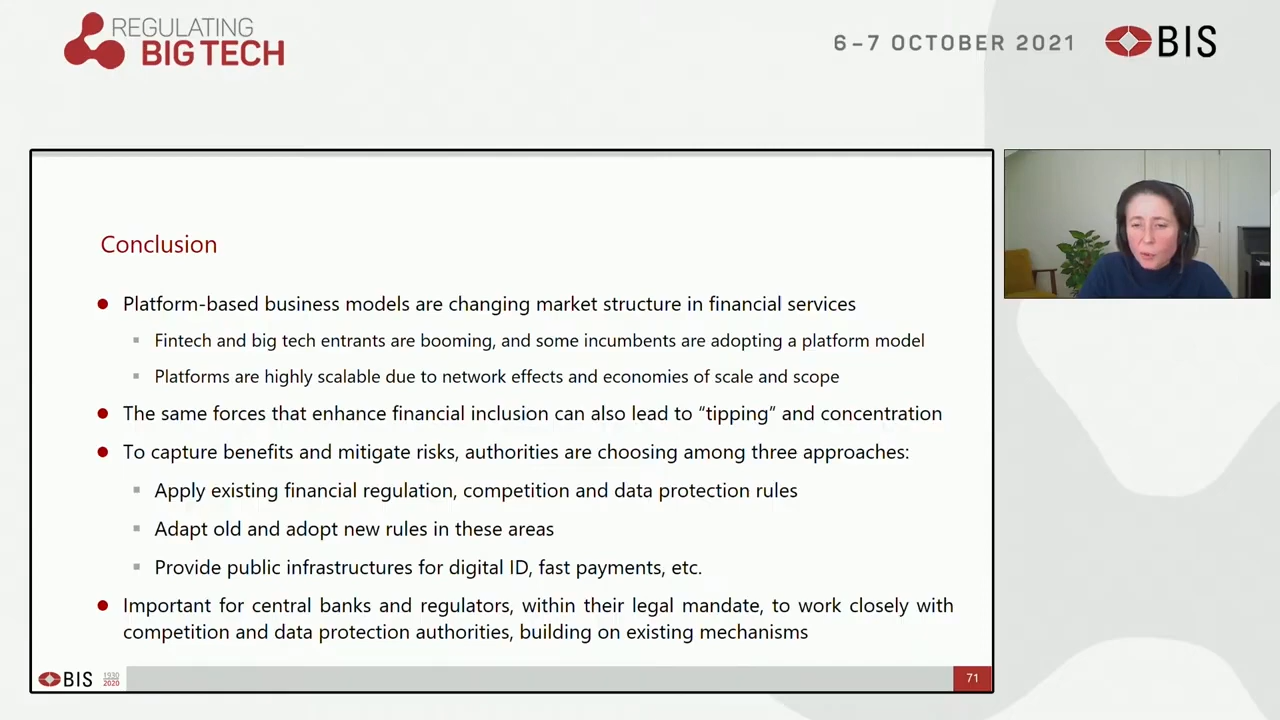 REGULATING
BIG TECH
6–7 OCTOBER 2021
BIS
Conclusion
Platform-based business models are changing market structure in financial services
Fintech and big tech entrants are booming, and some incumbents are adopting a platform model
Platforms are highly scalable due to network effects and economies of scale and scope
The same forces that enhance financial inclusion can also lead to “tipping” and concentration
To capture benefits and mitigate risks, authorities are choosing among three approaches:
Apply existing financial regulation, competition and data protection rules
Adapt old and adopt new rules in these areas
Provide public infrastructures for digital ID, fast payments, etc.
Important for central banks and regulators, within their legal mandate, to work closely with
competition and data protection authorities, building on existing mechanisms
BIS
1930
2020
71